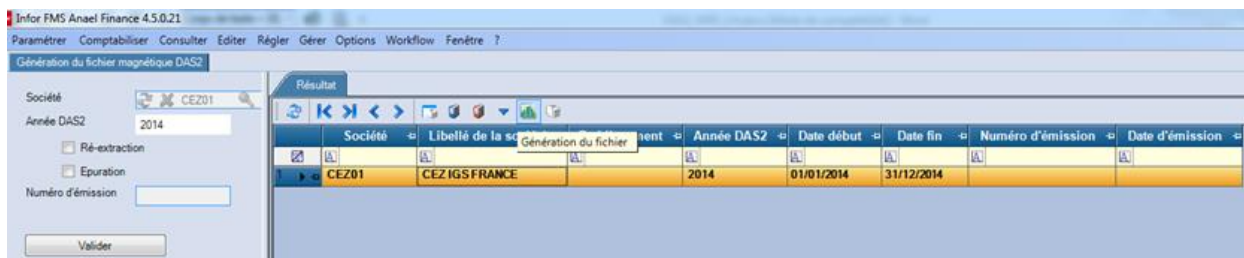 Infor FMS Anael Finance 4.5.0.21
Paramétrer Comptabiliser Consulter Editer Régler Gérer Options Workflow Fenêtre ?
Génération du fichier magnétique DAS2
Résultat
Société CEZ01
Année DAS2 2014
Ré-extraction
Epuration
Numéro d'émission
Valider
Société Libellé de la Année DAS2 Date début Date fin Numéro d'émission Date d'émission
Génération du fichier
1 CEZ01 CEZ IGS FRANCE 2014 01/01/2014 31/12/2014